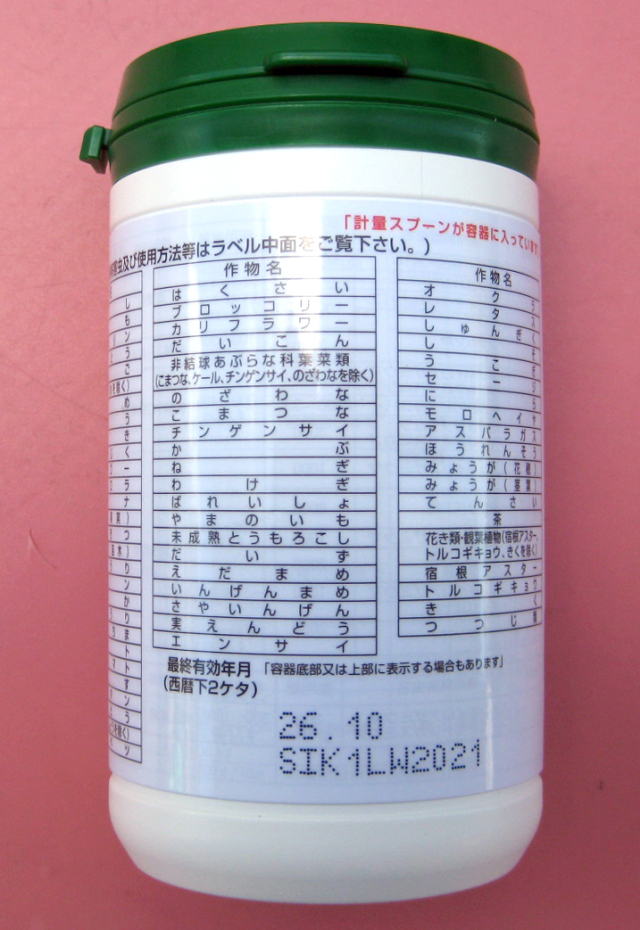 「計量スプーンが容器に入っています
虫及び使用方法等はラベル中面をご覧下さい。)
作物名
はくさい
ブロッコリー
カリフラワー
だいこん
非結球あぶらな科葉菜類
(こまつな、ケール、チンゲンサイ、のざわなを除く)
のざわな
こまつな
チンゲンサイ
かぶ
ねぎ
わけぎ
ばれいしょ
やまのいも
未成熟とうもろこし
だいず
えだまめ
いんげんまめ
さやいんげん
実えんどう
エンサイ
作物名
オクラ
レタス
しゅんぎく
しそ
うこぎ
セージ
にら
モロヘイヤ
アスパラガス
ほうれんそう
みょうが(花穂)
みょうが(茎葉)
てんさい
茶
花き類・観葉植物(宿根アスター、
トルコギキョウ、きくを除く)
宿根アスター
トルコギキョウ
きく
つつじ類
最終有効年月「容器底部又は上部に表示する場合もあります」
(西暦下2ケタ)
26.10
SIK1LW2021